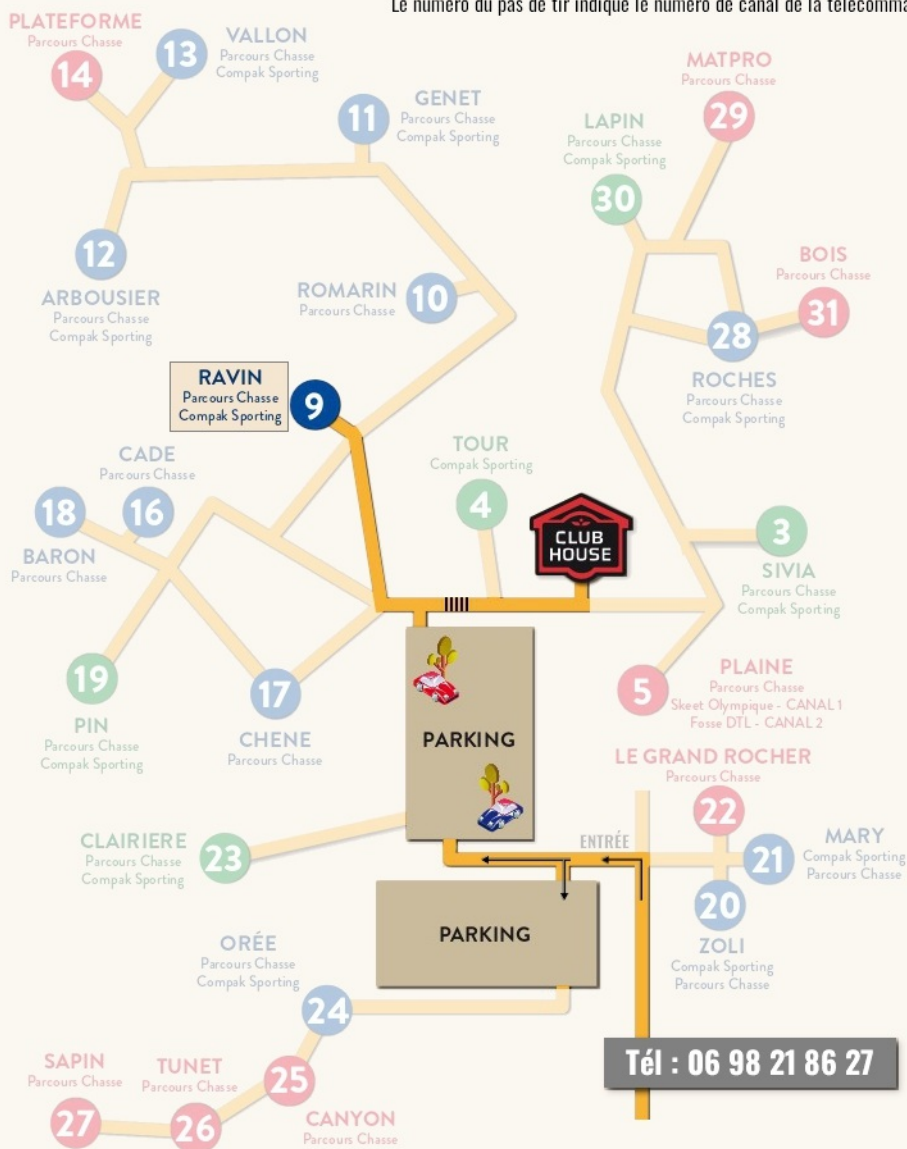 Le numéro du pas de tir indique le numéro de canal de la télécomma
PLATEFORME
Parcours Chasse
14
13
VALLON
Parcours Chasse
Compak Sporting
11
GENET
Parcours Chasse
Compak Sporting
MATPRO
Parcours Chasse
29
LAPIN
Parcours Chasse
Compak Sporting
30
12
ARBOUSIER
Parcours Chasse
Compak Sporting
ROMARIN
Parcours Chasse
10
BOIS
Parcours Chasse
31
28
ROCHES
Parcours Chasse
Compak Sporting
RAVIN
Parcours Chasse
Compak Sporting
9
TOUR
Compak Sporting
4
CLUB
HOUSE
CADE
Parcours Chasse
16
18
BARON
Parcours Chasse
3
SIVIA
Parcours Chasse
Compak Sporting
19
PIN
Parcours Chasse
Compak Sporting
17
CHENE
Parcours Chasse
5
PLAINE
Parcours Chasse
Skeet Olympique - CANAL 1
Fosse DTL - CANAL 2
PARKING
LE GRAND ROCHER
Parcours Chasse
22
CLAIRIERE
Parcours Chasse
Compak Sporting
23
ENTRÉE
21
MARY
Compak Sporting
Parcours Chasse
20
ZOLI
Compak Sporting
Parcours Chasse
PARKING
ORÉE
Parcours Chasse
Compak Sporting
24
Tél : 06 98 21 86 27
SAPIN
Parcours Chasse
27
TUNET
Parcours Chasse
26
25
CANYON
Parcours Chasse